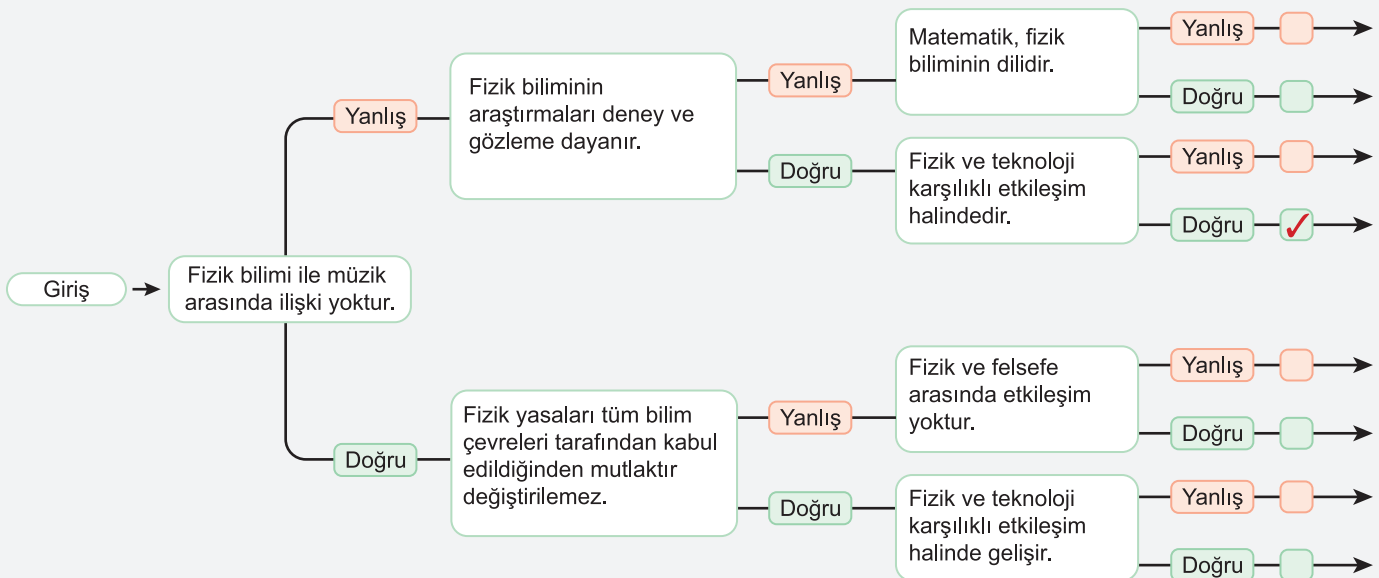 Giriş
Fizik bilimi ile müzik
arasında ilişki yoktur.
Yanlış
Fizik biliminin
araştırmaları deney ve
gözleme dayanır.
Yanlış
Matematik, fizik
biliminin dilidir.
Yanlış
Doğru
Doğru
Fizik ve teknoloji
karşılıklı etkileşim
halindedir.
Yanlış
Doğru
Doğru
Fizik yasaları tüm bilim
çevreleri tarafından kabul
edildiğinden mutlaktır
değiştirilemez.
Yanlış
Fizik ve felsefe
arasında etkileşim
yoktur.
Yanlış
Doğru
Doğru
Fizik ve teknoloji
karşılıklı etkileşim
halinde gelişir.
Yanlış
Doğru